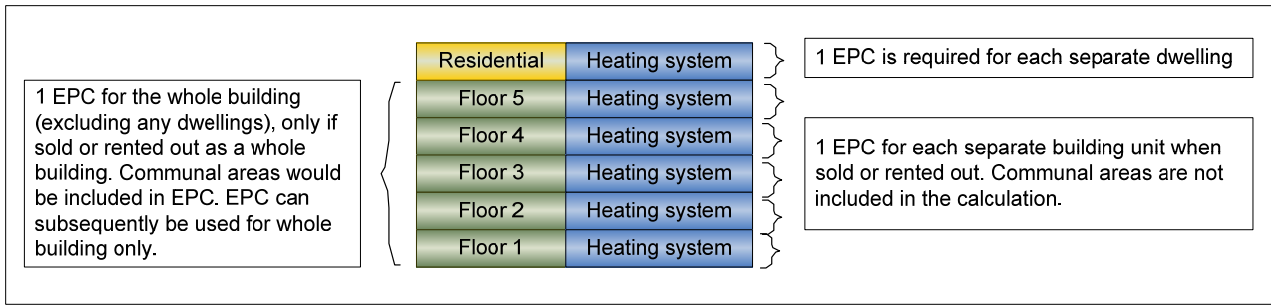 1 EPC for the whole building
(excluding any dwellings), only if
sold or rented out as a whole
building. Communal areas would
be included in EPC. EPC can
subsequently be used for whole
building only.
Residential Heating system
Floor 5 Heating system
Floor 4 Heating system
Floor 3 Heating system
Floor 2 Heating system
Floor 1 Heating system
1 EPC is required for each separate dwelling
1 EPC for each separate building unit when
sold or rented out. Communal areas are not
included in the calculation.